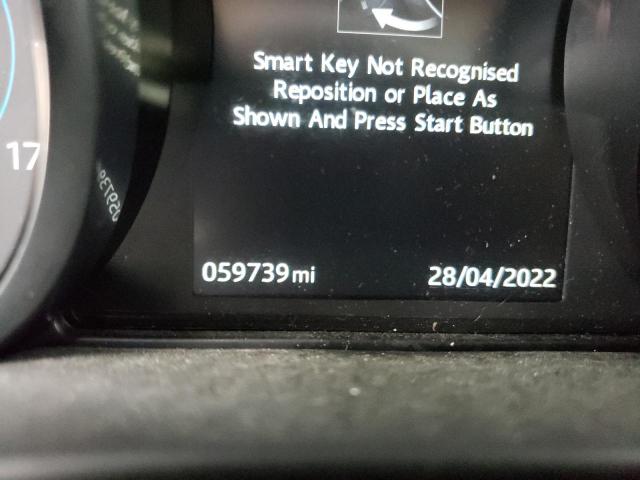 Smart Key Not Recognised
Reposition or Place As
Shown And Press Start Button
17
059739mi
28/04/2022